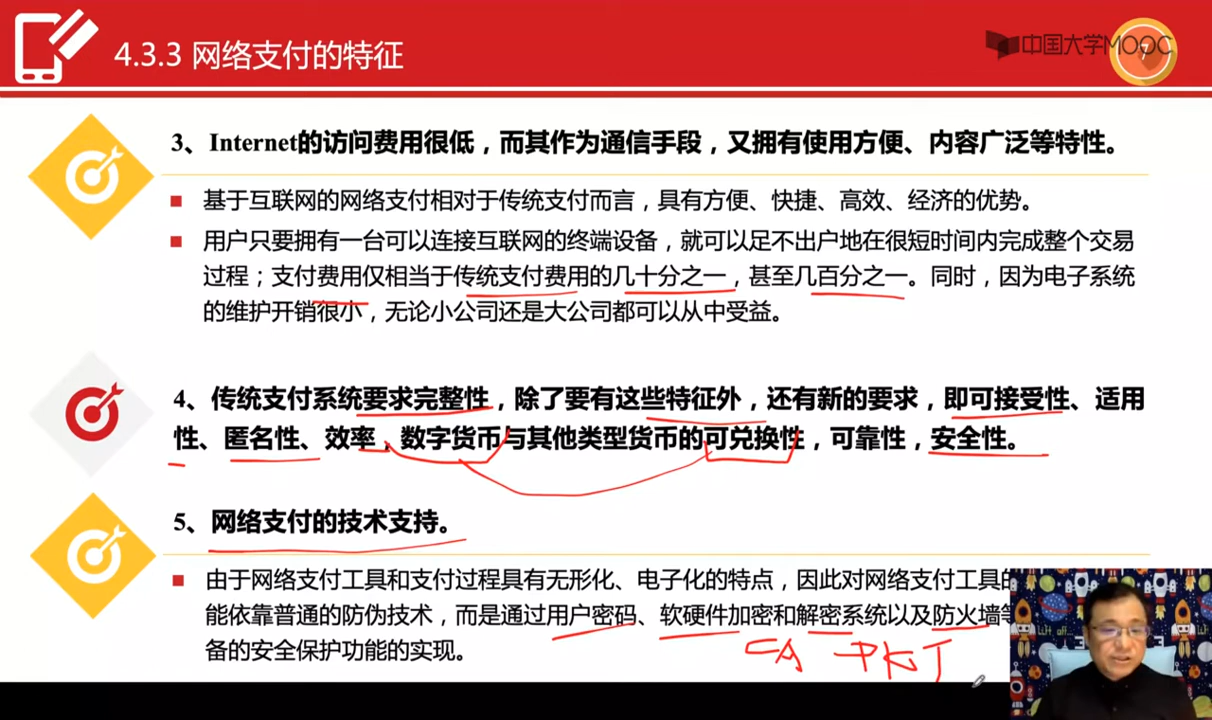 4.3.3 网络支付的特征
中国大学MOOC
3、Internet的访问费用很低，而其作为通信手段，又拥有使用方便、内容广泛等特性。
基于互联网的网络支付相对于传统支付而言，具有方便、快捷、高效、经济的优势。
用户只要拥有一台可以连接互联网的终端设备，就可以足不出户地在很短时间内完成整个交易
过程；支付费用仅相当于传统支付费用的几十分之一，甚至几百分之一。同时，因为电子系统
的维护开销很小，无论小公司还是大公司都可以从中受益。
4、传统支付系统要求完整性，除了要有这些特征外，还有新的要求，即可接受性、适用
性、匿名性、效率，数字货币与其他类型货币的可兑换性，可靠性，安全性。
5、网络支付的技术支持。
由于网络支付工具和支付过程具有无形化、电子化的特点，因此对网络支付工具的
能依靠普通的防伪技术，而是通过用户密码、软硬件加密和解密系统以及防火墙等
备的安全保护功能的实现。
CA PKI